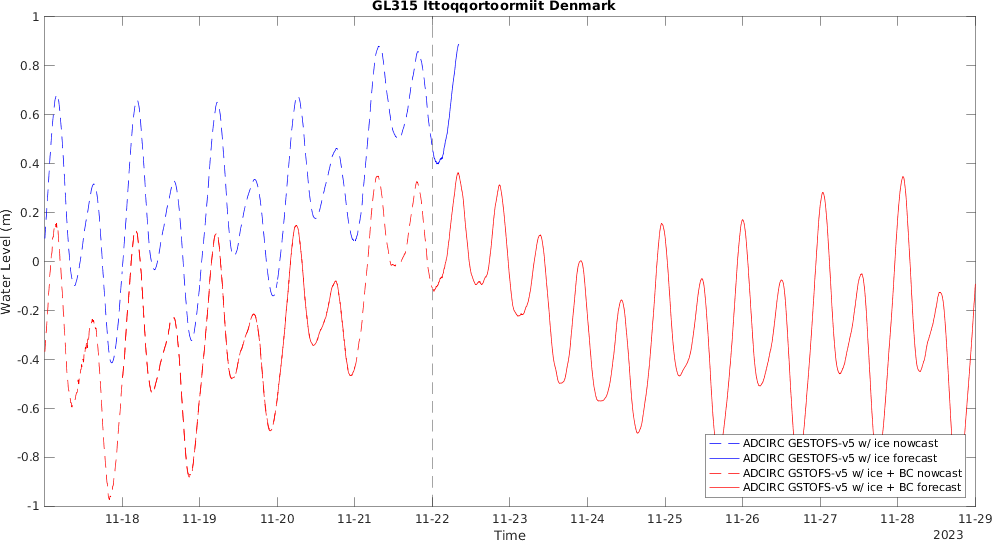 GL315 Ittoqqortoormiit Denmark
1
0.8
0.6
0.4
0.2
0
-0.2
-0.4
-0.6
-0.8
-1
Water Level (m)
ADCIRC GESTOFS-v5 w/ ice nowcast
ADCIRC GESTOFS-v5 w/ ice forecast
ADCIRC GSTOFS-v5 w/ ice + BC nowcast
ADCIRC GSTOFS-v5 w/ ice + BC forecast
11-18 11-19 11-20 11-21 11-22 11-23 11-24 11-25 11-26 11-27 11-28 11-29
Time
2023